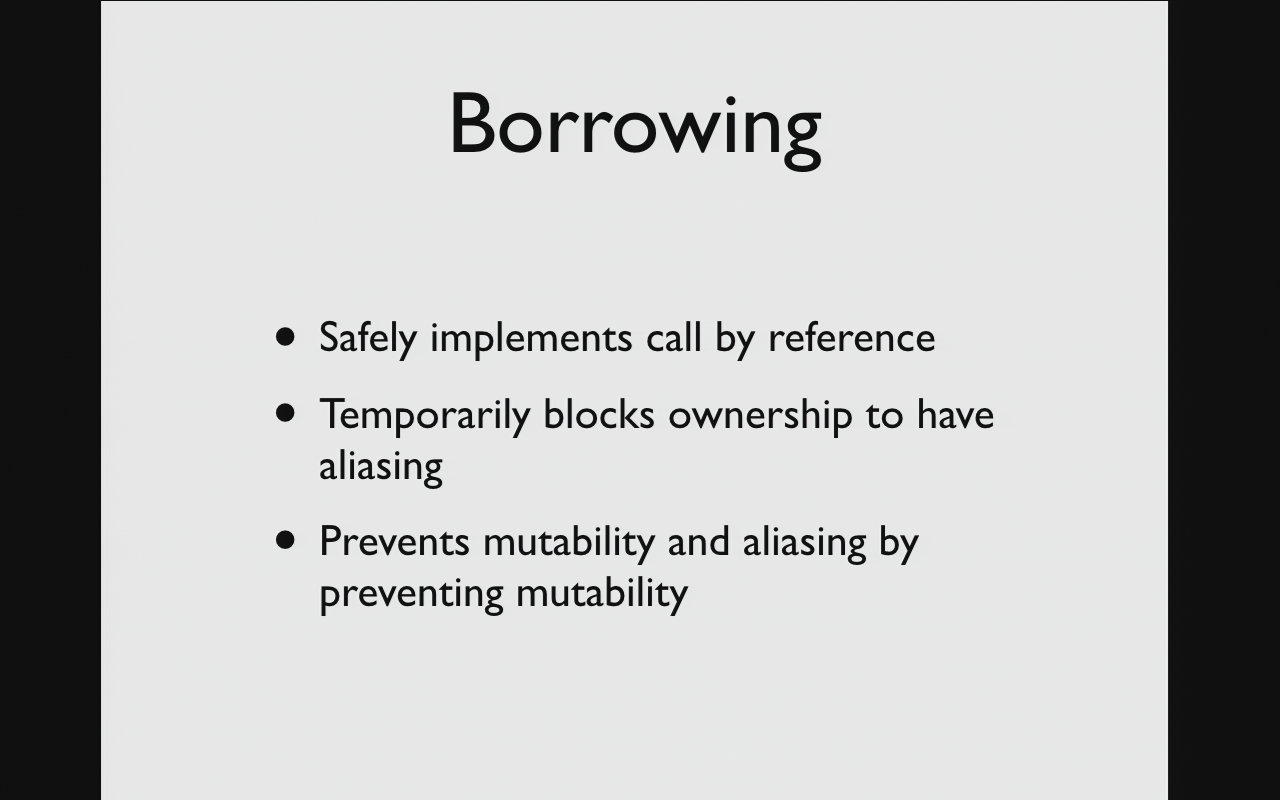 Borrowing
• Safely implements call by reference
• Temporarily blocks ownership to have
aliasing
• Prevents mutability and aliasing by
preventing mutability